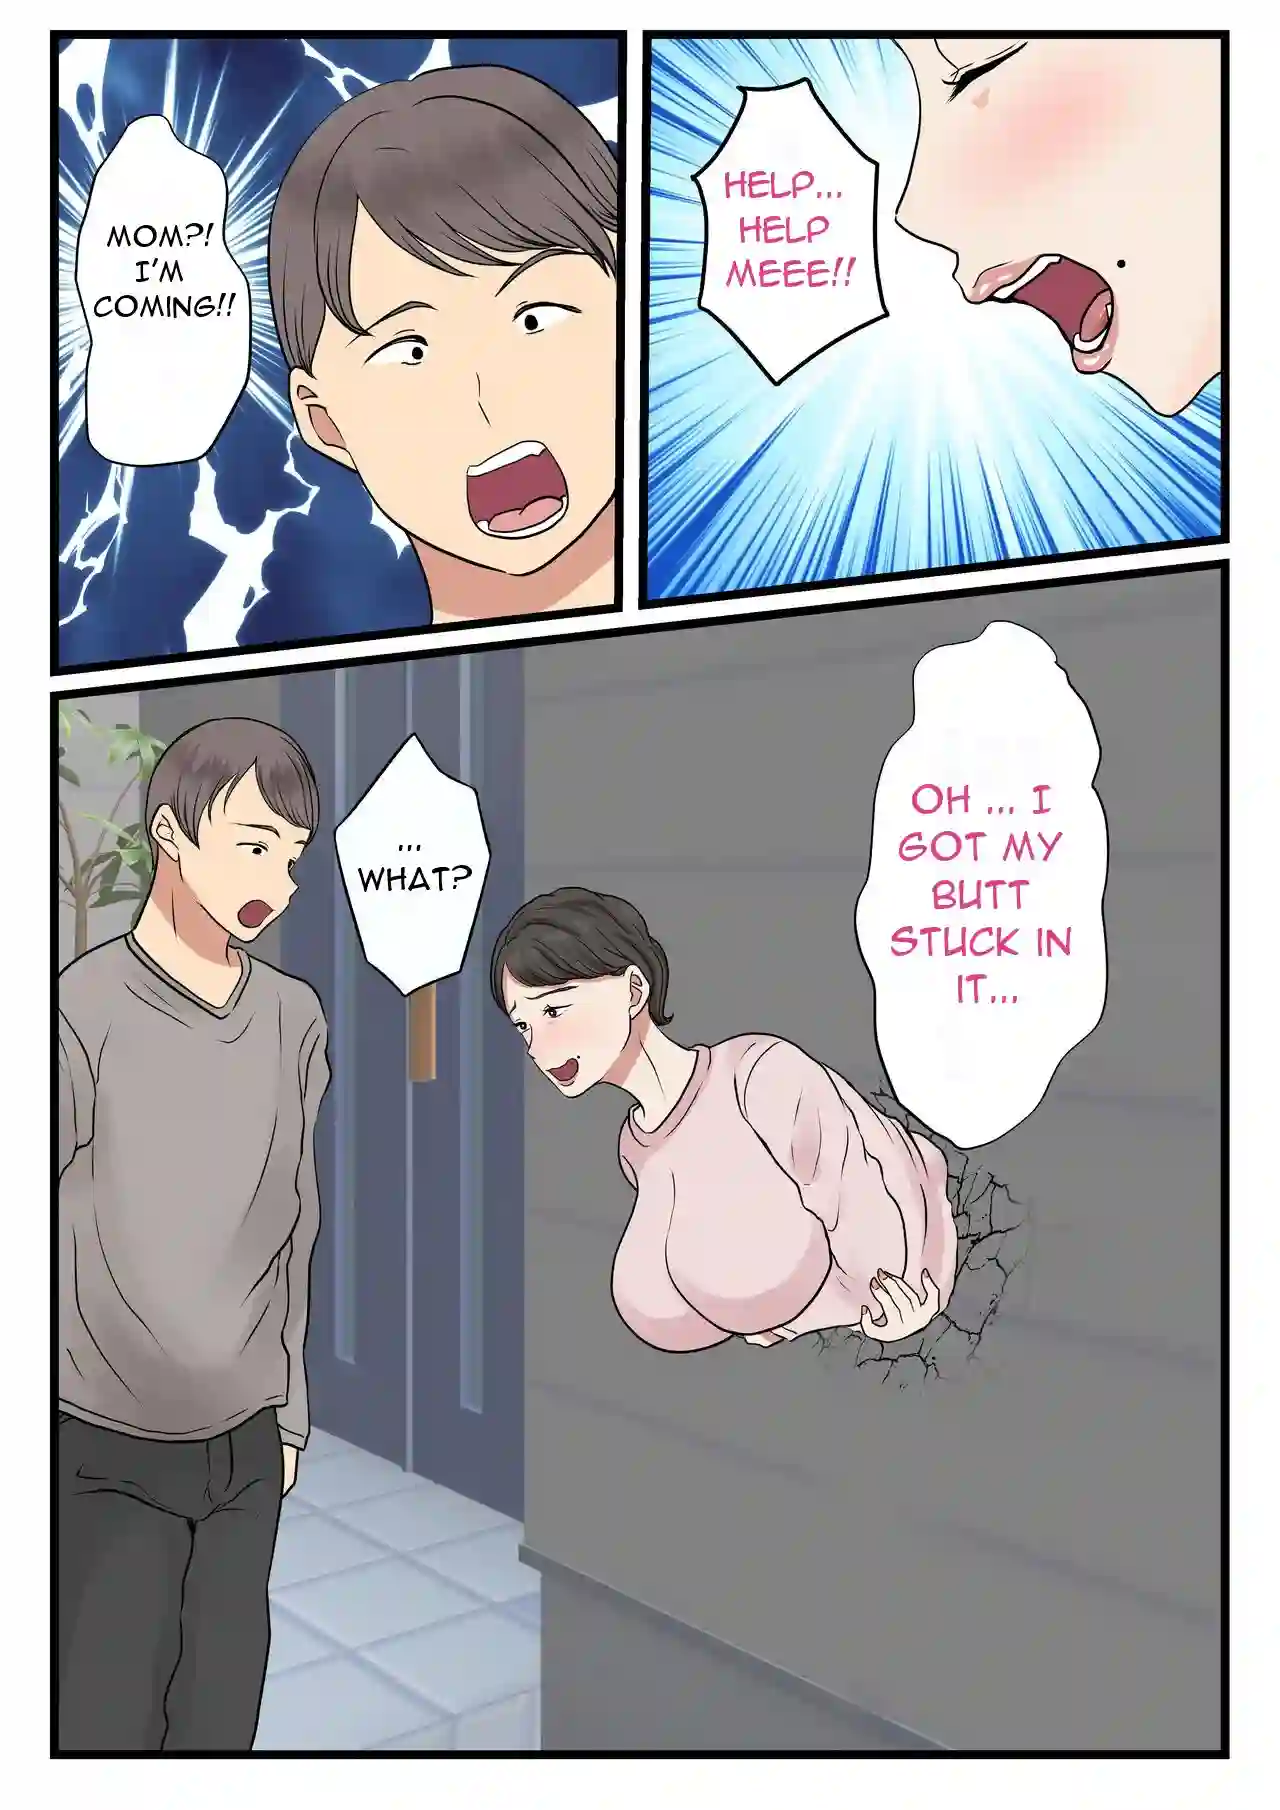 HELP...
HELP
MEEE!!
MOM?!
I'M
COMING!!
OH ... I
GOT MY
BUTT
STUCK IN
IT...
...
WHAT?